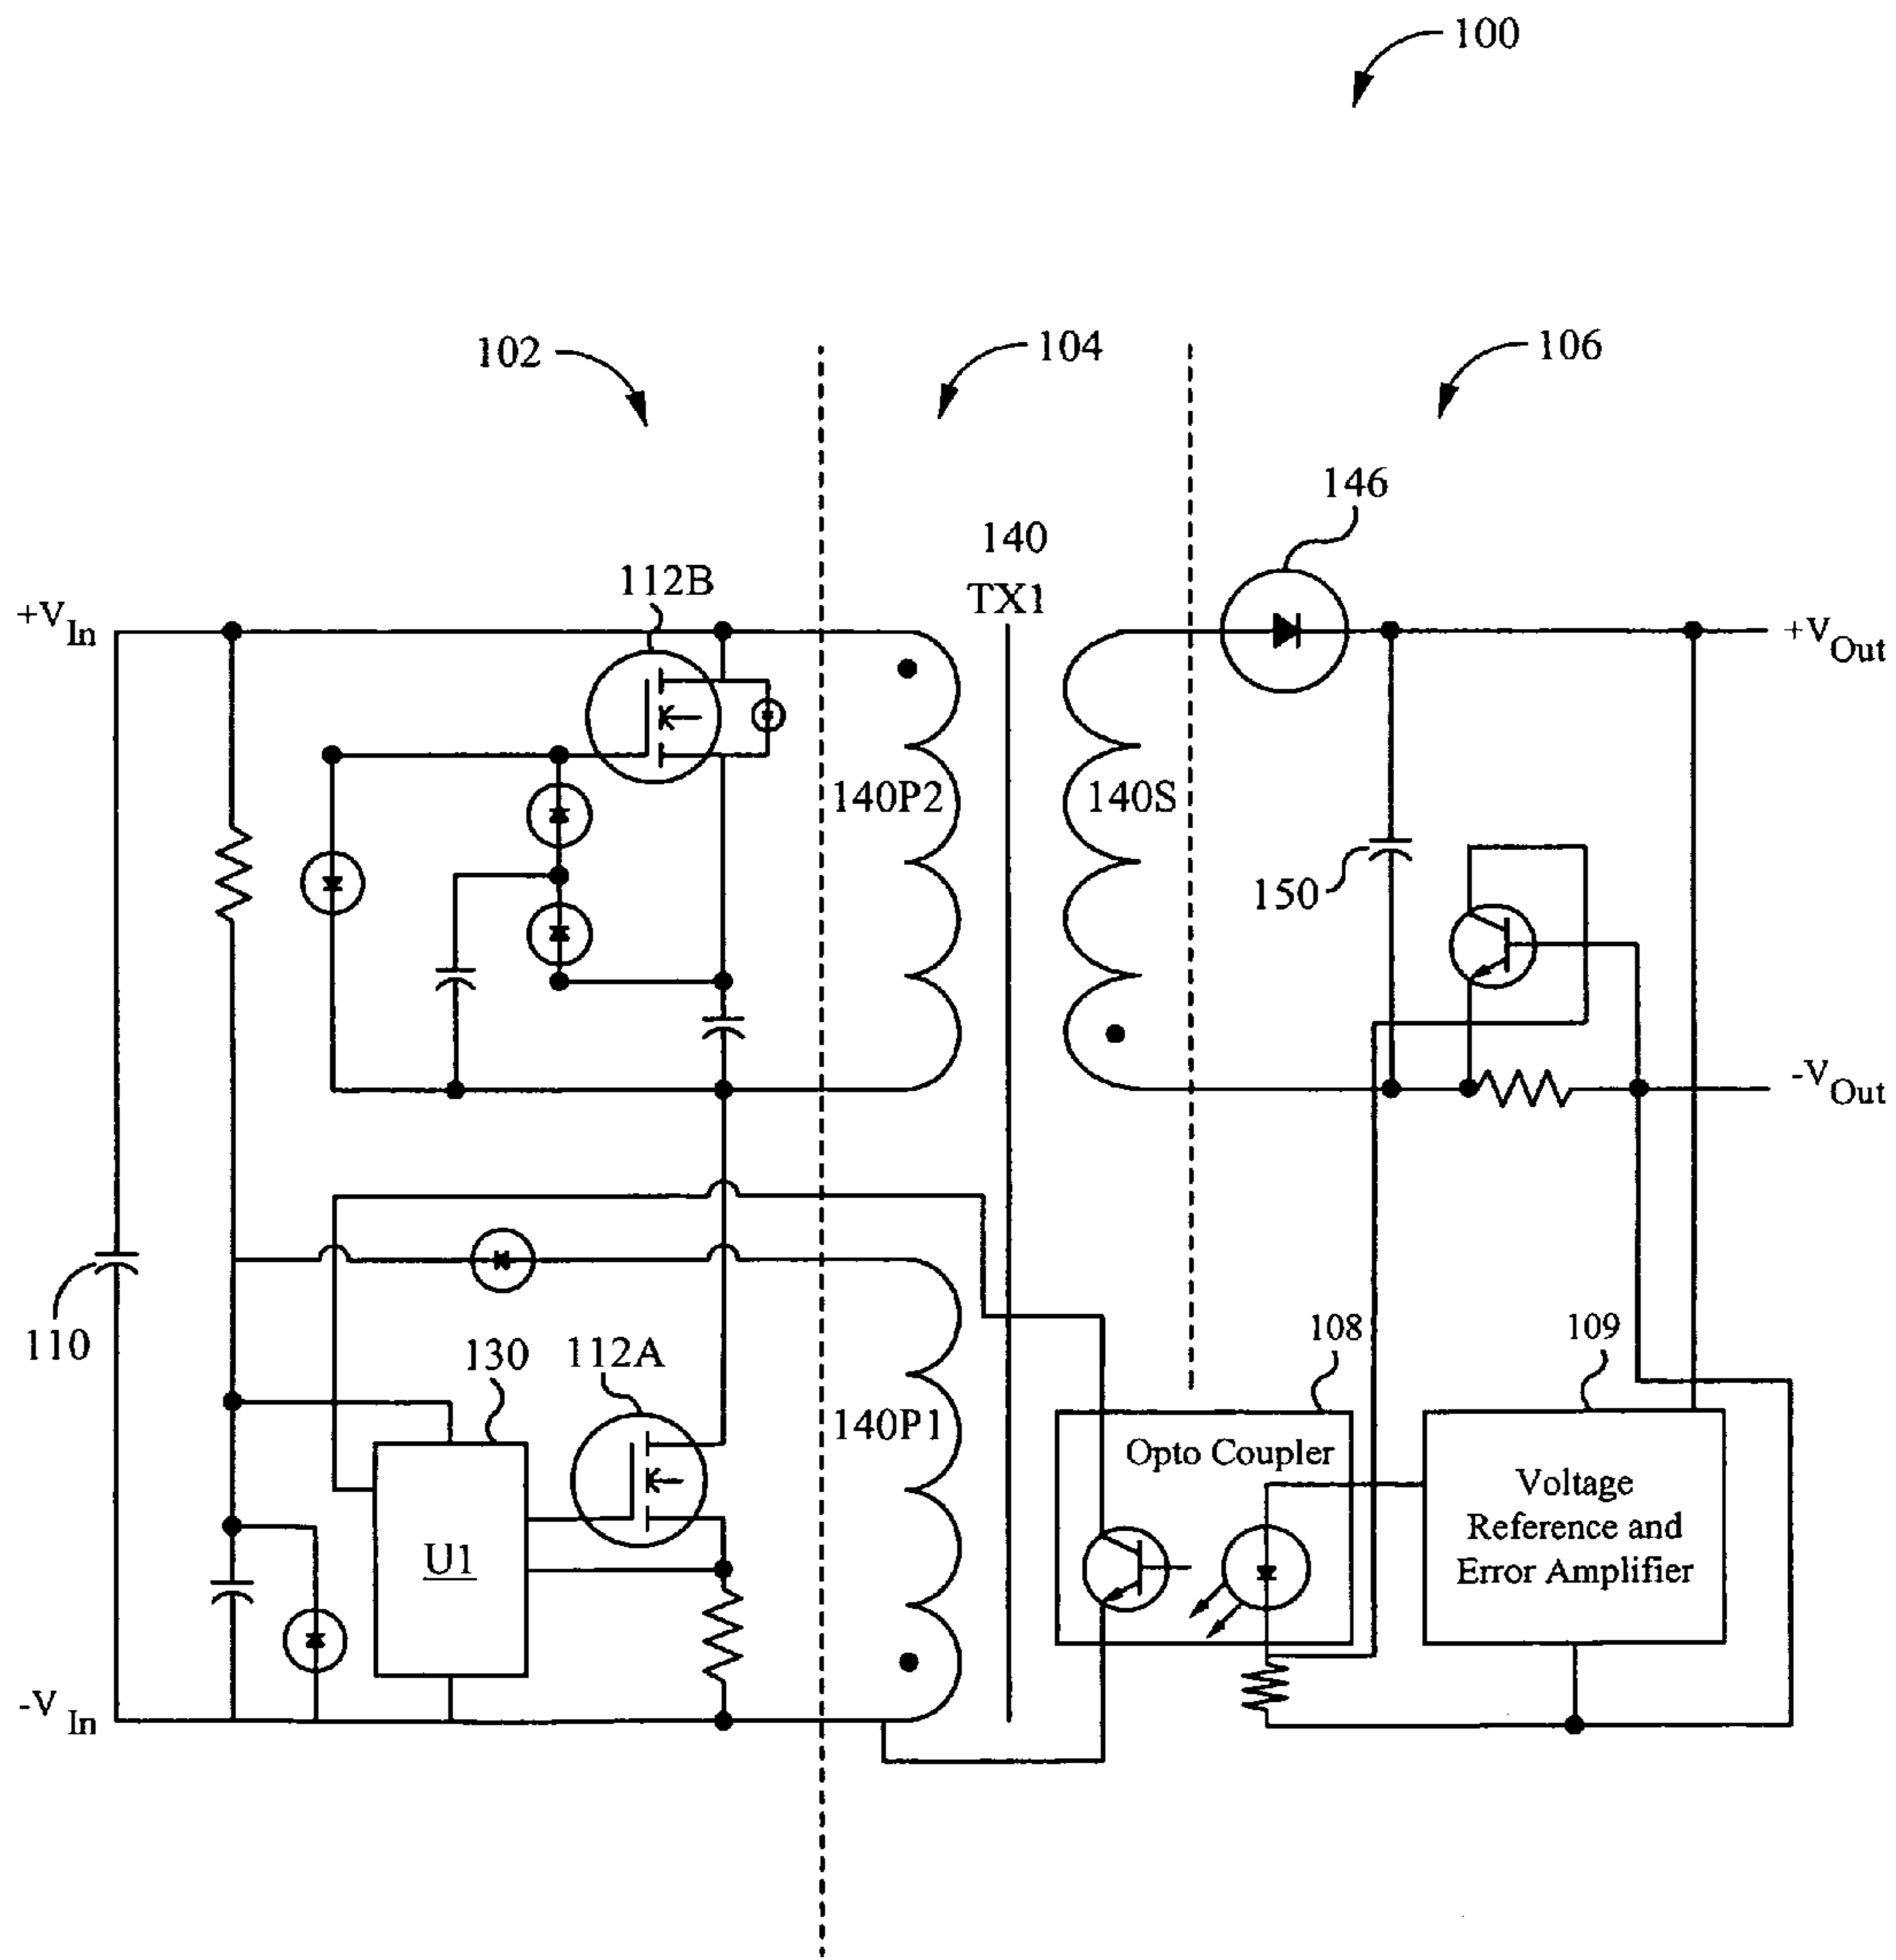 100
102
104
106
146
140
TX1
112B
+VIn
+VOut
140P2
140S
150
-VOut
110
130
112A
108
109
140P1
Opto Coupler
Voltage
Reference and
Error Amplifier
U1
-V In